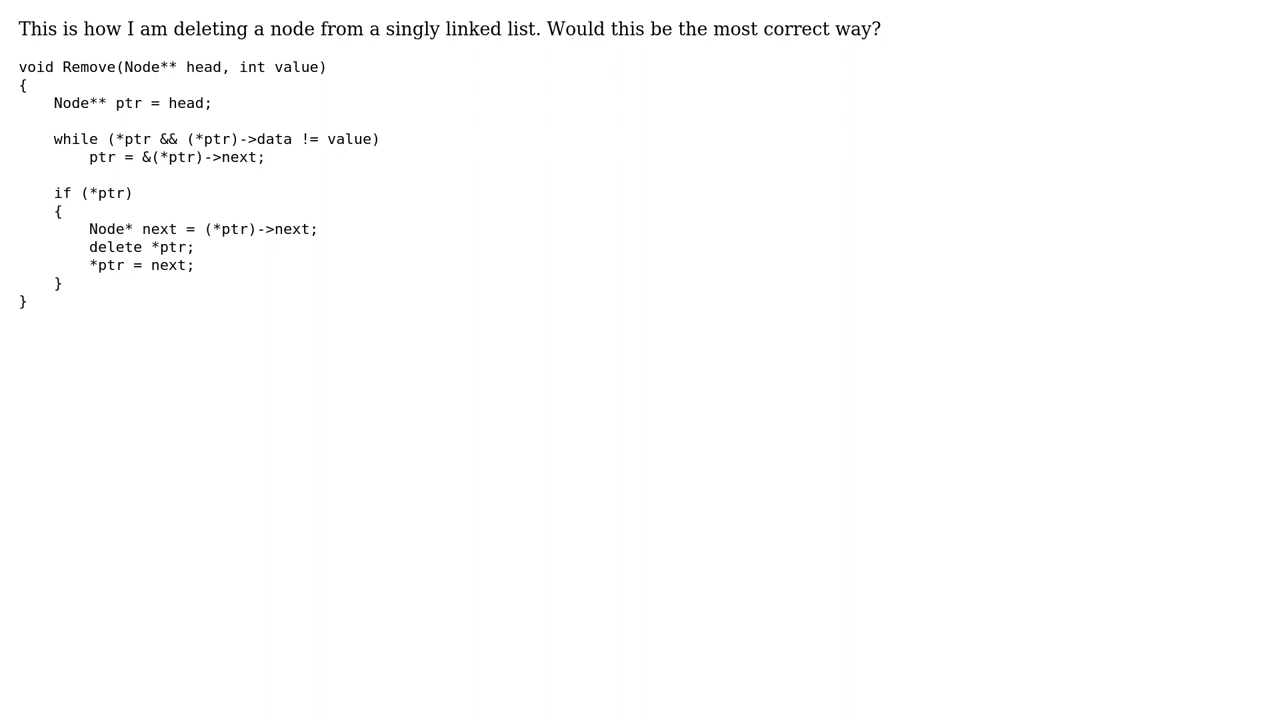 This is how I am deleting a node from a singly linked list. Would this be the most correct way?
void Remove(Node** head, int value)
{
    Node** ptr = head;
    while (*ptr && (*ptr)->data != value)
        ptr = &(*ptr)->next;
    if (*ptr)
    {
        Node* next = (*ptr)->next;
        delete *ptr;
        *ptr = next;
    }
}